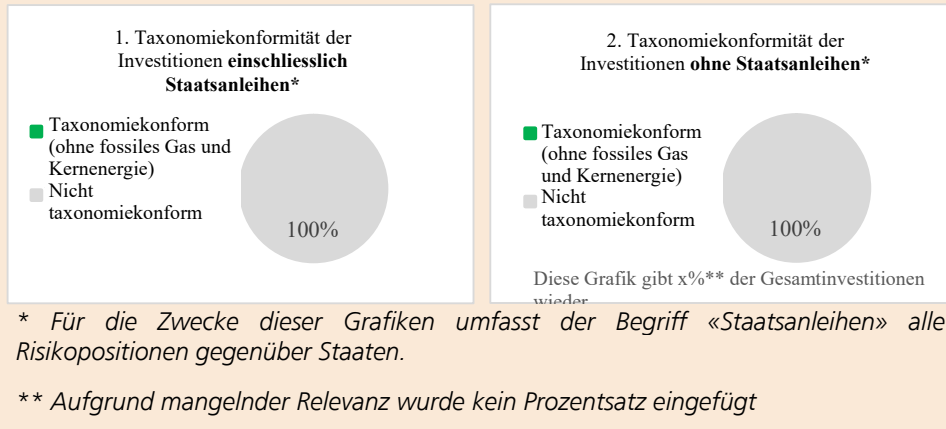 1. Taxonomiekonformität der
Investitionen einschliesslich
Staatsanleihen*
Taxonomiekonform
(ohne fossiles Gas und
Kernenergie)
Nicht
taxonomiekonform
100%
2. Taxonomiekonformität der
Investitionen ohne Staatsanleihen*
Taxonomiekonform
(ohne fossiles Gas
und Kernenergie)
Nicht
taxonomiekonform
100%
Diese Grafik gibt x%** der Gesamtinvestitionen
wieder
* Für die Zwecke dieser Grafiken umfasst der Begriff «Staatsanleihen» alle
Risikopositionen gegenüber Staaten.
** Aufgrund mangelnder Relevanz wurde kein Prozentsatz eingefügt